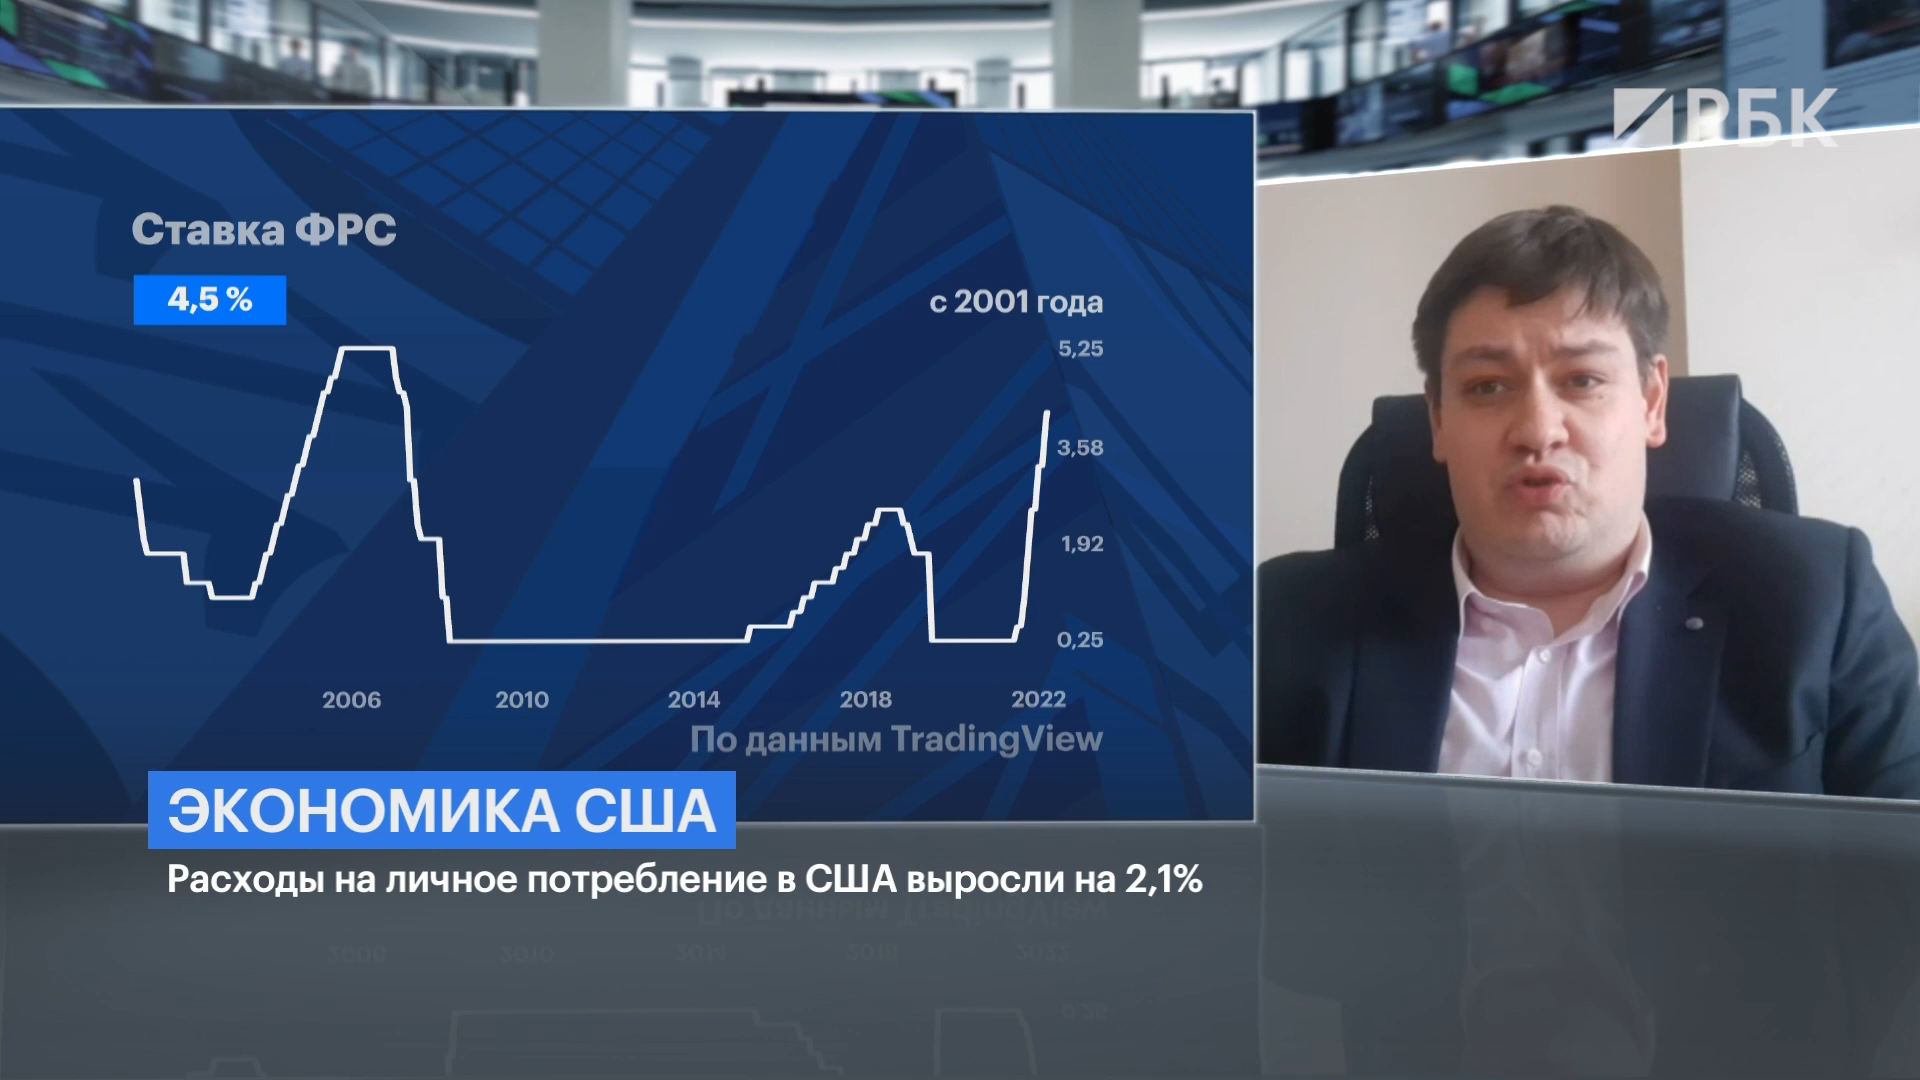 РБК
Ставка ФРС
4,5 %
с 2001 года
5,25
3,58
1,92
0,25
2006 2010 2014 2018 2022
По данным TradingView
ЭКОНОМИКА США
Расходы на личное потребление в США выросли на 2,1%